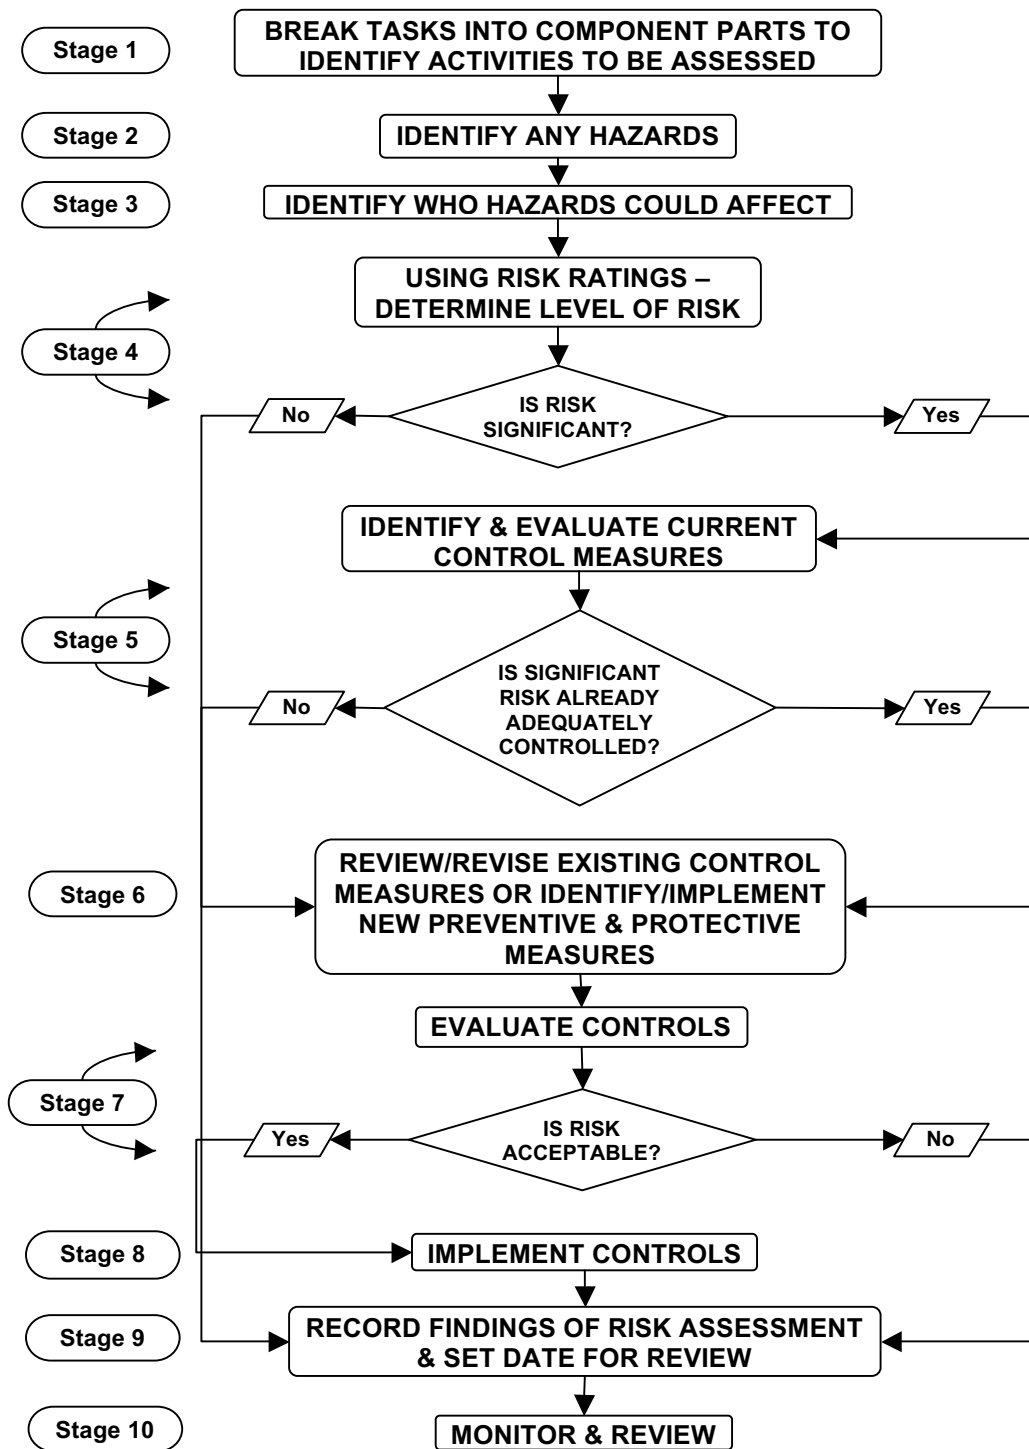 Stage 1
BREAK TASKS INTO COMPONENT PARTS TO
IDENTIFY ACTIVITIES TO BE ASSESSED
Stage 2
IDENTIFY ANY HAZARDS
Stage 3
IDENTIFY WHO HAZARDS COULD AFFECT
USING RISK RATINGS –
DETERMINE LEVEL OF RISK
Stage 4
No
IS RISK
SIGNIFICANT?
Yes
IDENTIFY & EVALUATE CURRENT
CONTROL MEASURES
Stage 5
No
IS SIGNIFICANT
RISK ALREADY
ADEQUATELY
CONTROLLED?
Yes
Stage 6
REVIEW/REVISE EXISTING CONTROL
MEASURES OR IDENTIFY/IMPLEMENT
NEW PREVENTIVE & PROTECTIVE
MEASURES
EVALUATE CONTROLS
Stage 7
Yes
IS RISK
ACCEPTABLE?
No
Stage 8
IMPLEMENT CONTROLS
Stage 9
RECORD FINDINGS OF RISK ASSESSMENT
& SET DATE FOR REVIEW
Stage 10
MONITOR & REVIEW